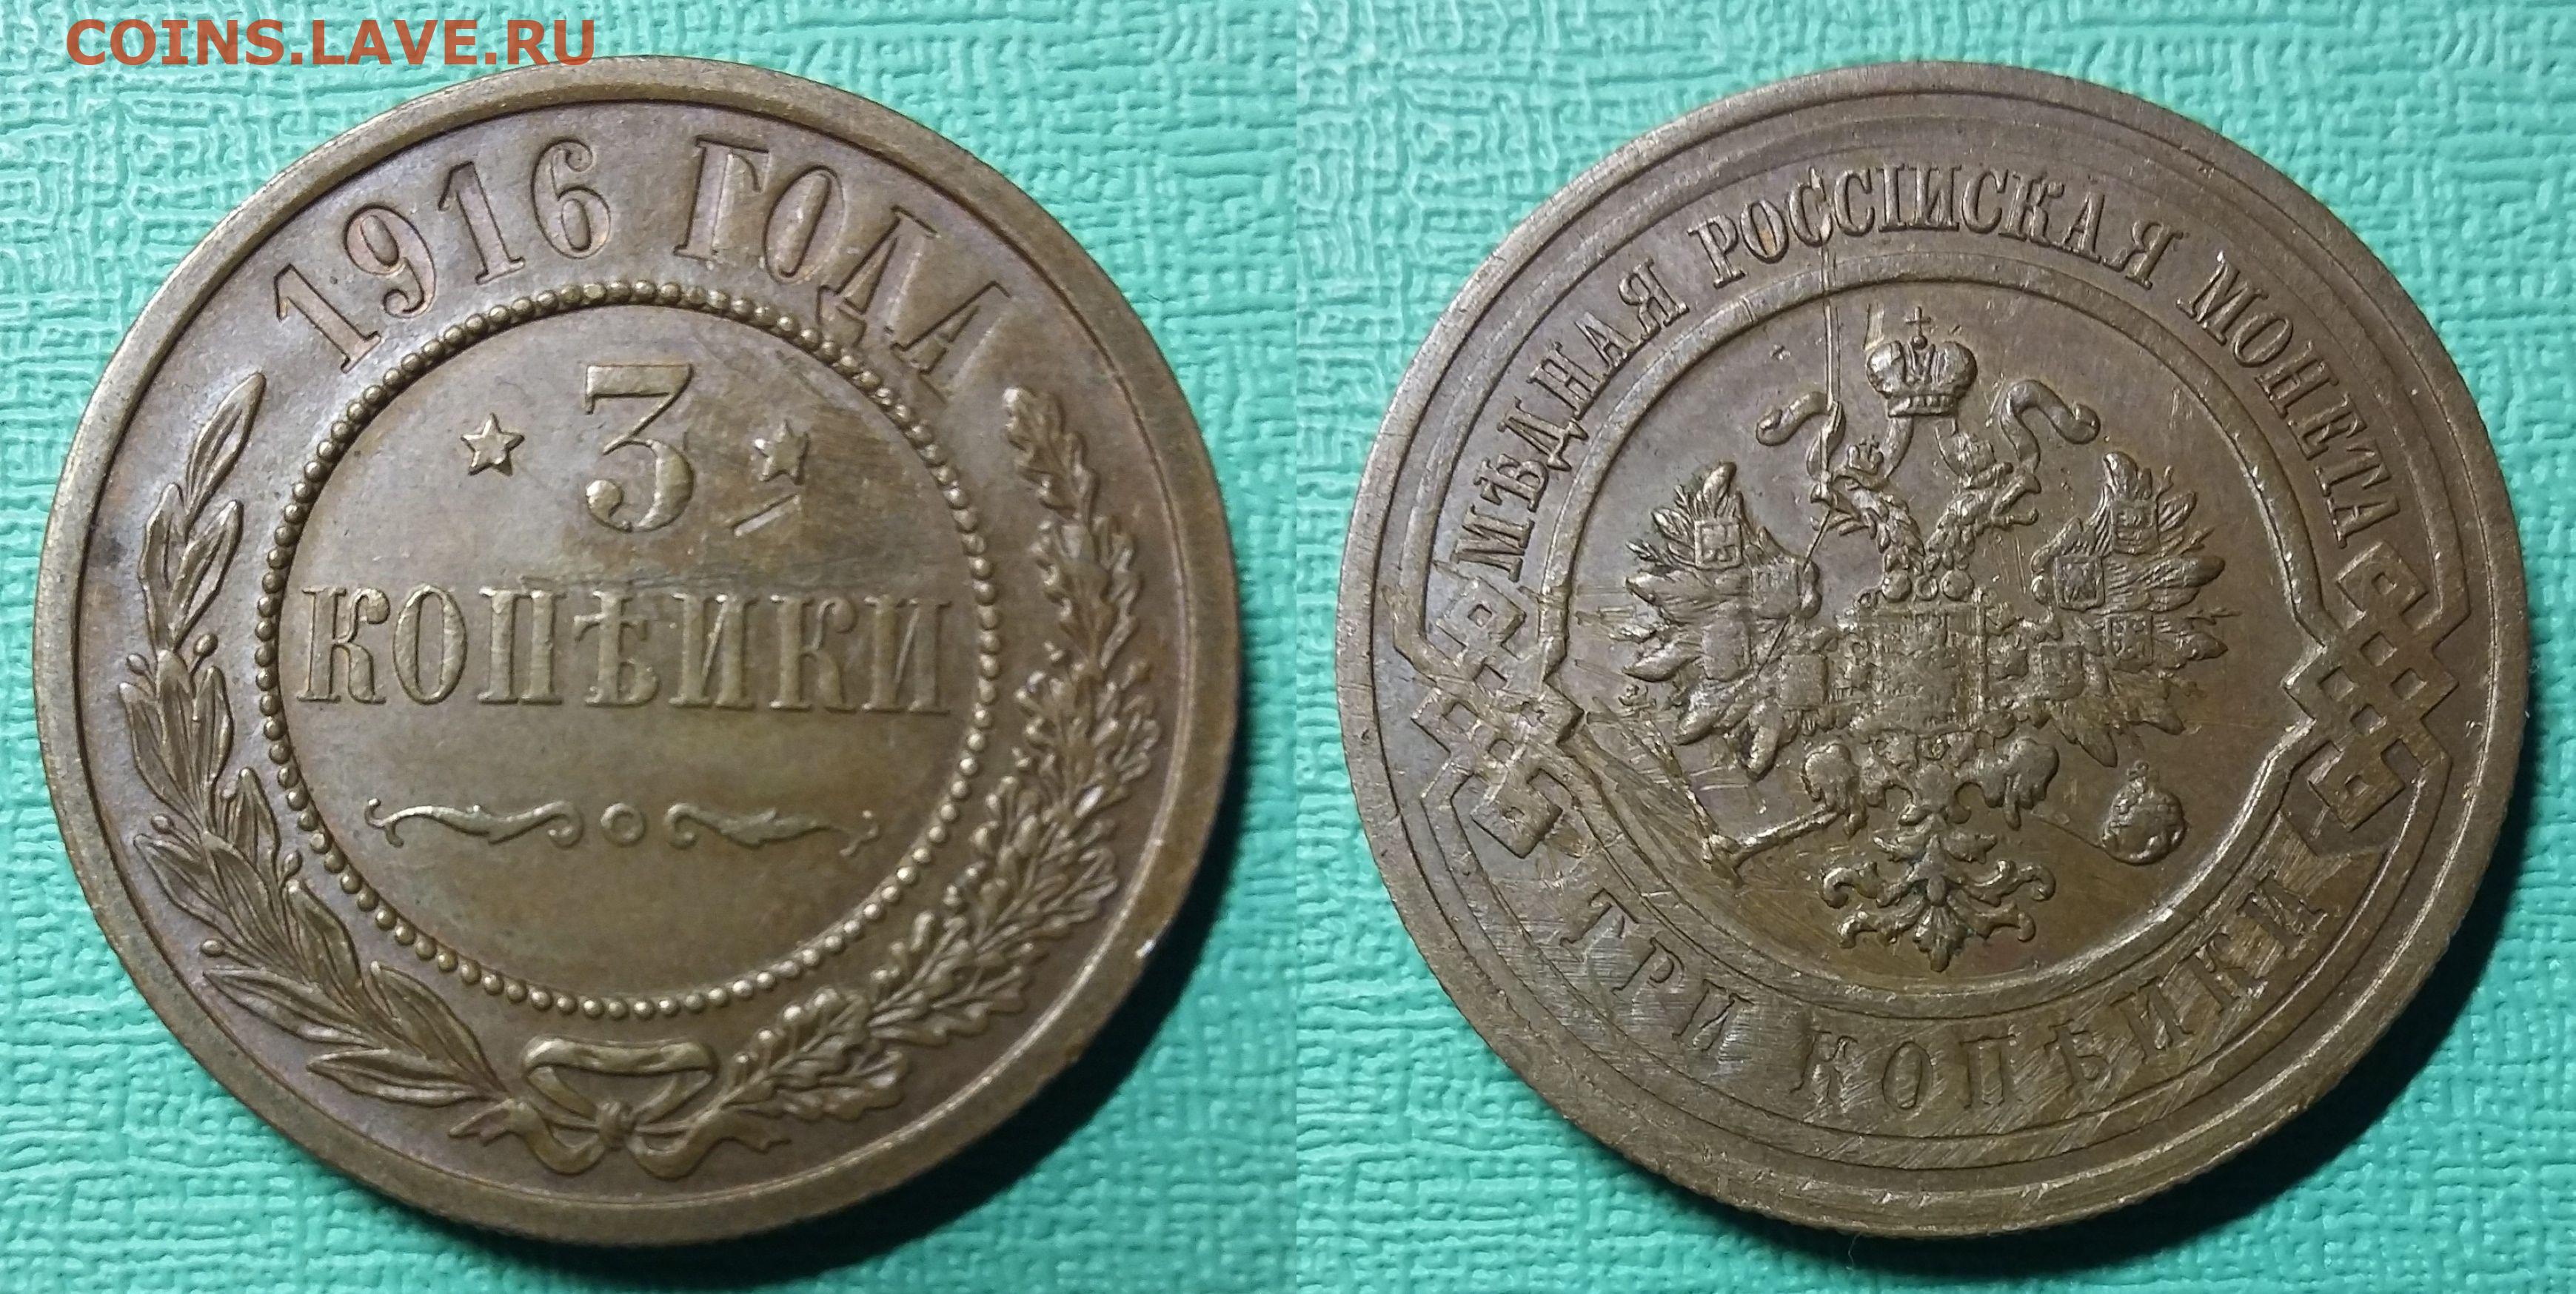 COINS.LAVE.RU
1916 ГОДА
3
КОПѢЙКИ
МѢДНАЯ РОССІЙСКАЯ МОНЕТА
ТРИ КОПѢЙКИ